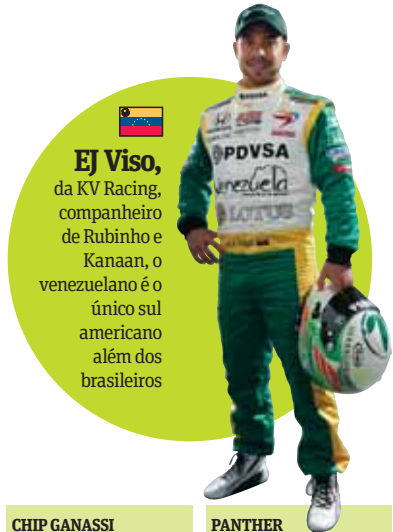 EJ Viso,
da KV Racing,
companheiro
de Rubinho e
Kanaan, o
venezuelano é o
único sul
americano
além dos
brasileiros
PDVSA
Venezuela
LOTUS
CHIP GANASSI
PANTHER